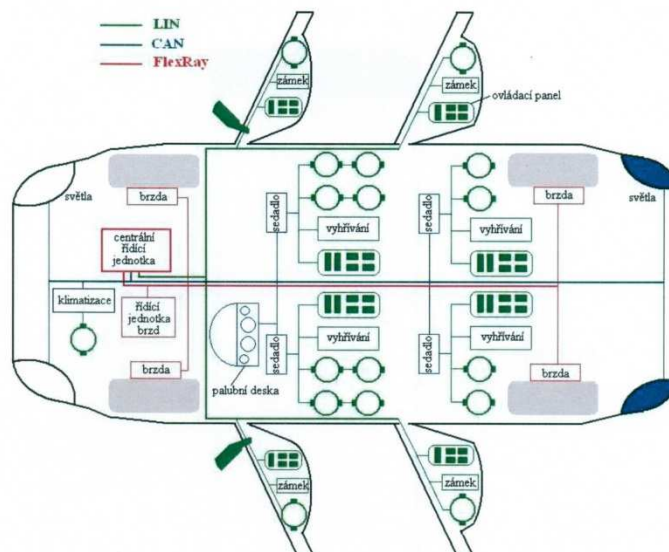 LIN
CAN
FlexRay
zámek
zámek
ovládací panel
světla
brzda
brzda
světla
sedadlo
vyhřívání
sedadlo
vyhřívání
centrální
řídící
jednotka
klimatizace
řídící
jednotka
brzd
brzda
palubní deska
sedadlo
vyhřívání
sedadlo
vyhřívání
brzda
zámek
zámek